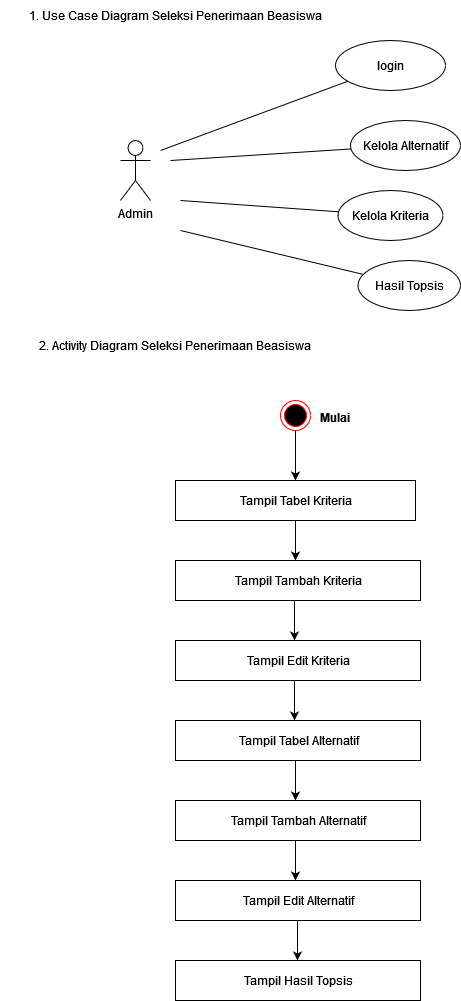 1. Use Case Diagram Seleksi Penerimaan Beasiswa
login
Kelola Alternatif
Kelola Kriteria
Admin
Hasil Topsis
2. Activity Diagram Seleksi Penerimaan Beasiswa
Mulai
Tampil Tabel Kriteria
Tampil Tambah Kriteria
Tampil Edit Kriteria
Tampil Tabel Alternatif
Tampil Tambah Alternatif
Tampil Edit Alternatif
Tampil Hasil Topsis